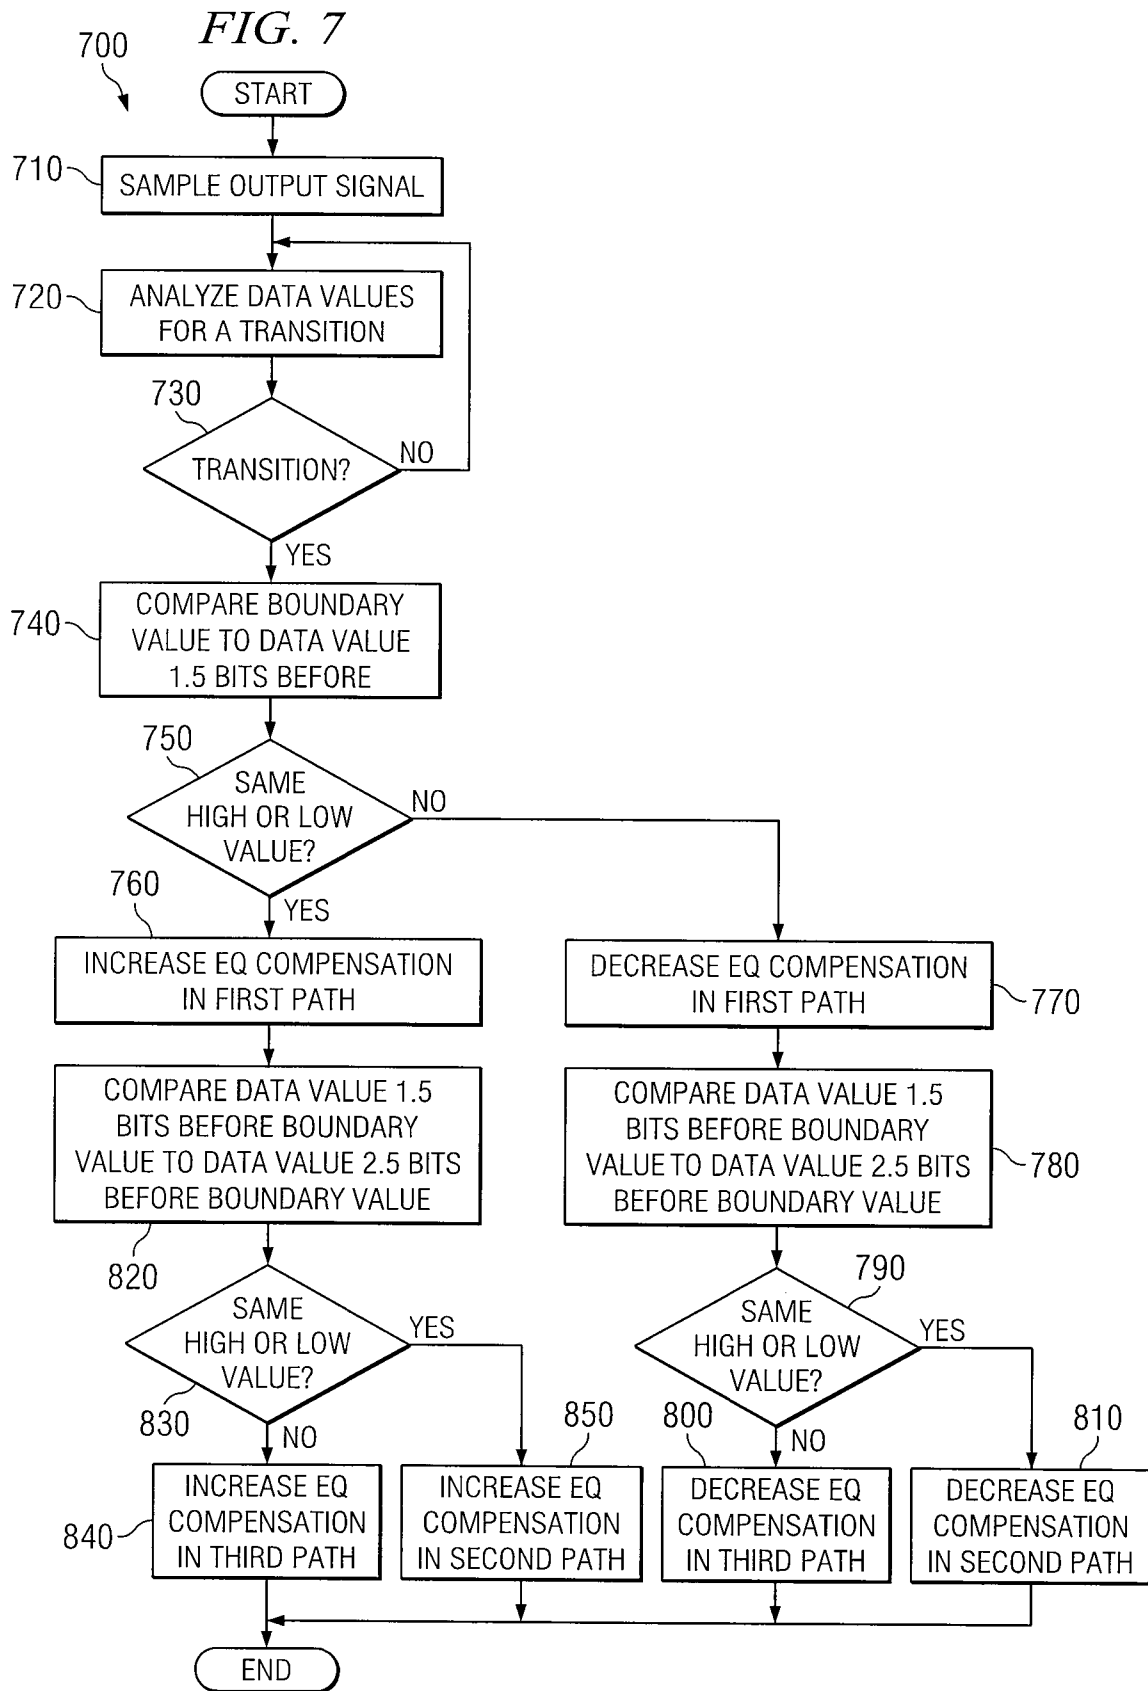 FIG. 7
700
START
710
SAMPLE OUTPUT SIGNAL
720
ANALYZE DATA VALUES
FOR A TRANSITION
730
TRANSITION?
NO
YES
740
COMPARE BOUNDARY
VALUE TO DATA VALUE
1.5 BITS BEFORE
750
SAME
HIGH OR LOW
VALUE?
NO
YES
760
INCREASE EQ COMPENSATION
IN FIRST PATH
DECREASE EQ COMPENSATION
IN FIRST PATH
770
COMPARE DATA VALUE 1.5
BITS BEFORE BOUNDARY
VALUE TO DATA VALUE 2.5 BITS
BEFORE BOUNDARY VALUE
820
COMPARE DATA VALUE 1.5
BITS BEFORE BOUNDARY
VALUE TO DATA VALUE 2.5 BITS
BEFORE BOUNDARY VALUE
780
SAME
HIGH OR LOW
VALUE?
YES
830
NO
790
SAME
HIGH OR LOW
VALUE?
YES
NO
840
INCREASE EQ
COMPENSATION
IN THIRD PATH
850
INCREASE EQ
COMPENSATION
IN SECOND PATH
800
DECREASE EQ
COMPENSATION
IN THIRD PATH
810
DECREASE EQ
COMPENSATION
IN SECOND PATH
END